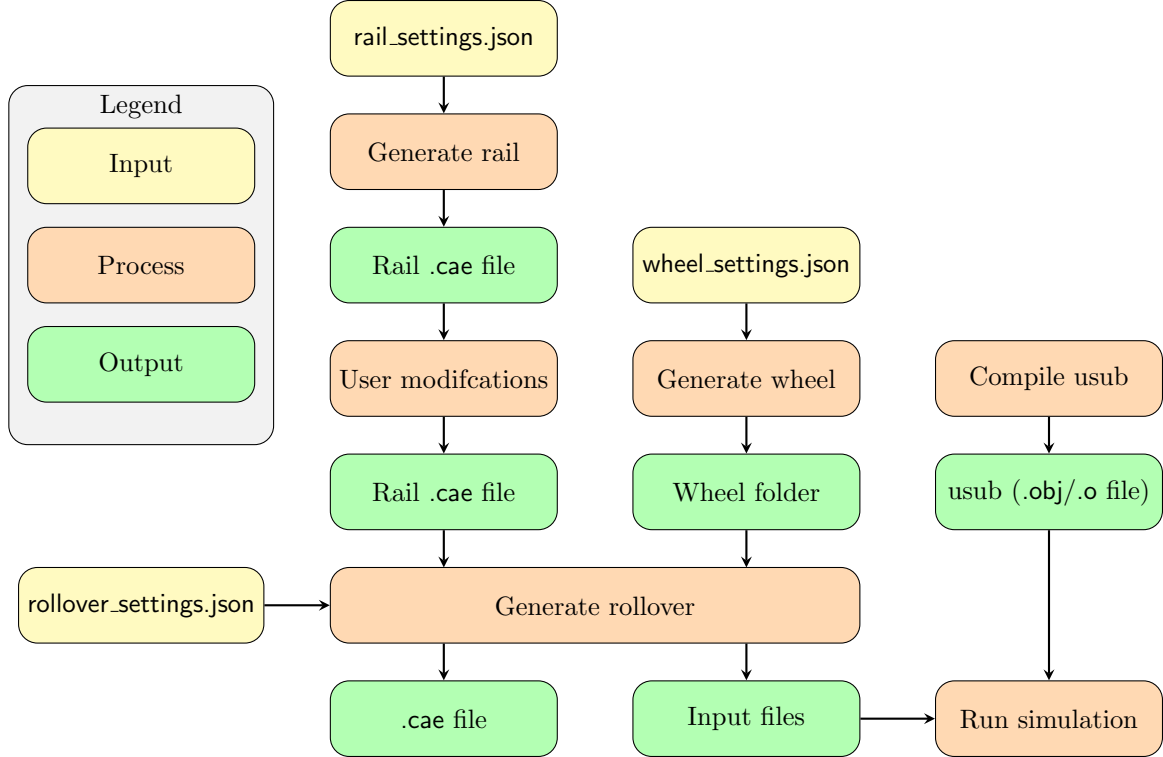 rail_settings.json
Legend
Input
Generate rail
Process
Rail .cae file
wheel_settings.json
Output
User modifcations
Generate wheel
Compile usub
Rail .cae file
Wheel folder
usub (.obj/.o file)
rollover_settings.json
Generate rollover
.cae file
Input files
Run simulation